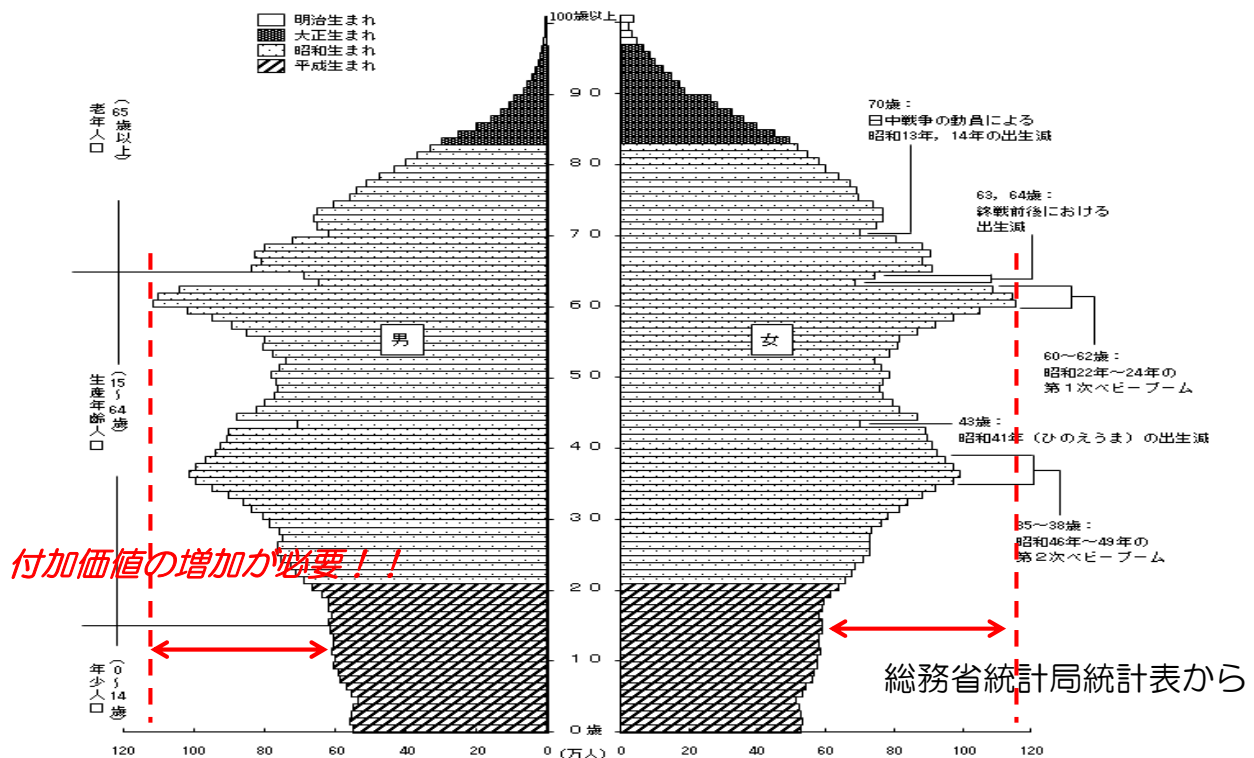 明治生まれ
大正生まれ
昭和生まれ
平成生まれ
100歳以上
90
80
70
60
50
40
30
20
10
0歳
老年人口
(65歳以上)
生産年齢人口
(15~64歳)
年少人口
(0~14歳)
男
女
70歳:
日中戦争の動員による
昭和13年,14年の出生減
63,64歳:
終戦前後における
出生減
60~62歳:
昭和22年~24年の
第1次ベビーブーム
43歳:
昭和41年(ひのえうま)の出生減
35~38歳:
昭和46年~49年の
第2次ベビーブーム
付加価値の増加が必要!!
総務省統計局統計表から
120 100 80 60 40 20 0 (万人) 0 20 40 60 80 100 120